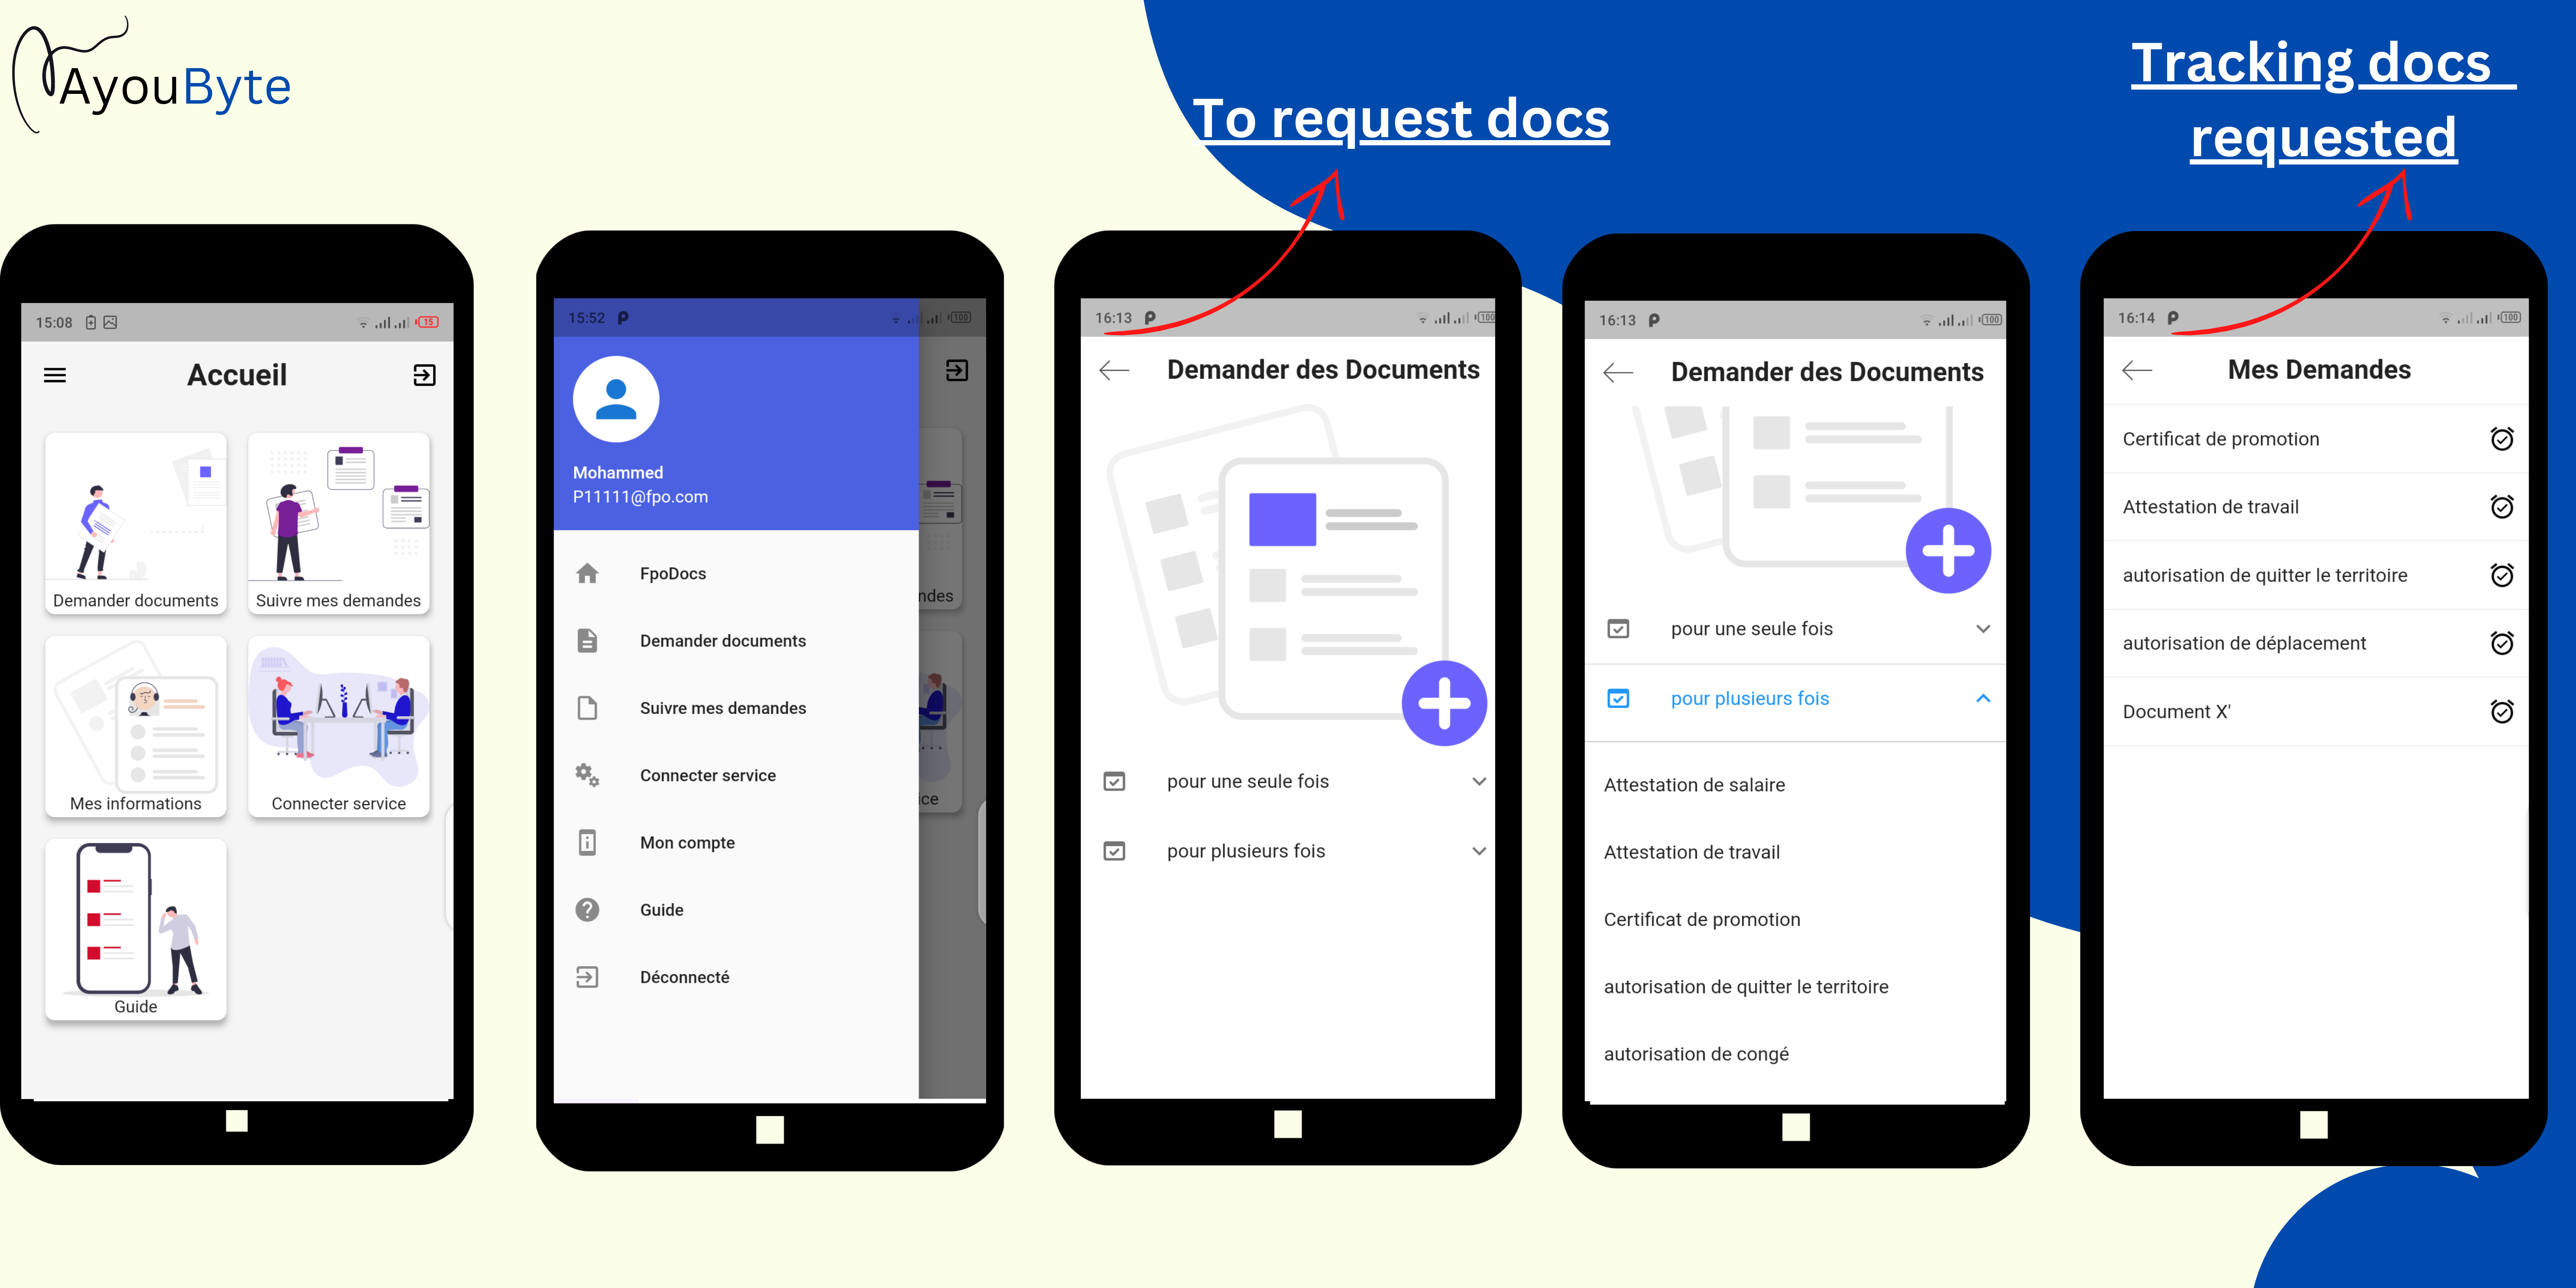 AyouByte
To request docs
Tracking docs
requested
15:08
15
Accueil
Demander documents
Suivre mes demandes
Mes informations
Connecter service
Guide
15:52
100
Mohammed
P11111@fpo.com
FpoDocs
Demander documents
Suivre mes demandes
Connecter service
Mon compte
Guide
Déconnecté
ndes
ice
16:13
100
Demander des Documents
pour une seule fois
pour plusieurs fois
16:13
100
Demander des Documents
pour une seule fois
pour plusieurs fois
Attestation de salaire
Attestation de travail
Certificat de promotion
autorisation de quitter le territoire
autorisation de congé
16:14
100
Mes Demandes
Certificat de promotion
Attestation de travail
autorisation de quitter le territoire
autorisation de déplacement
Document X'